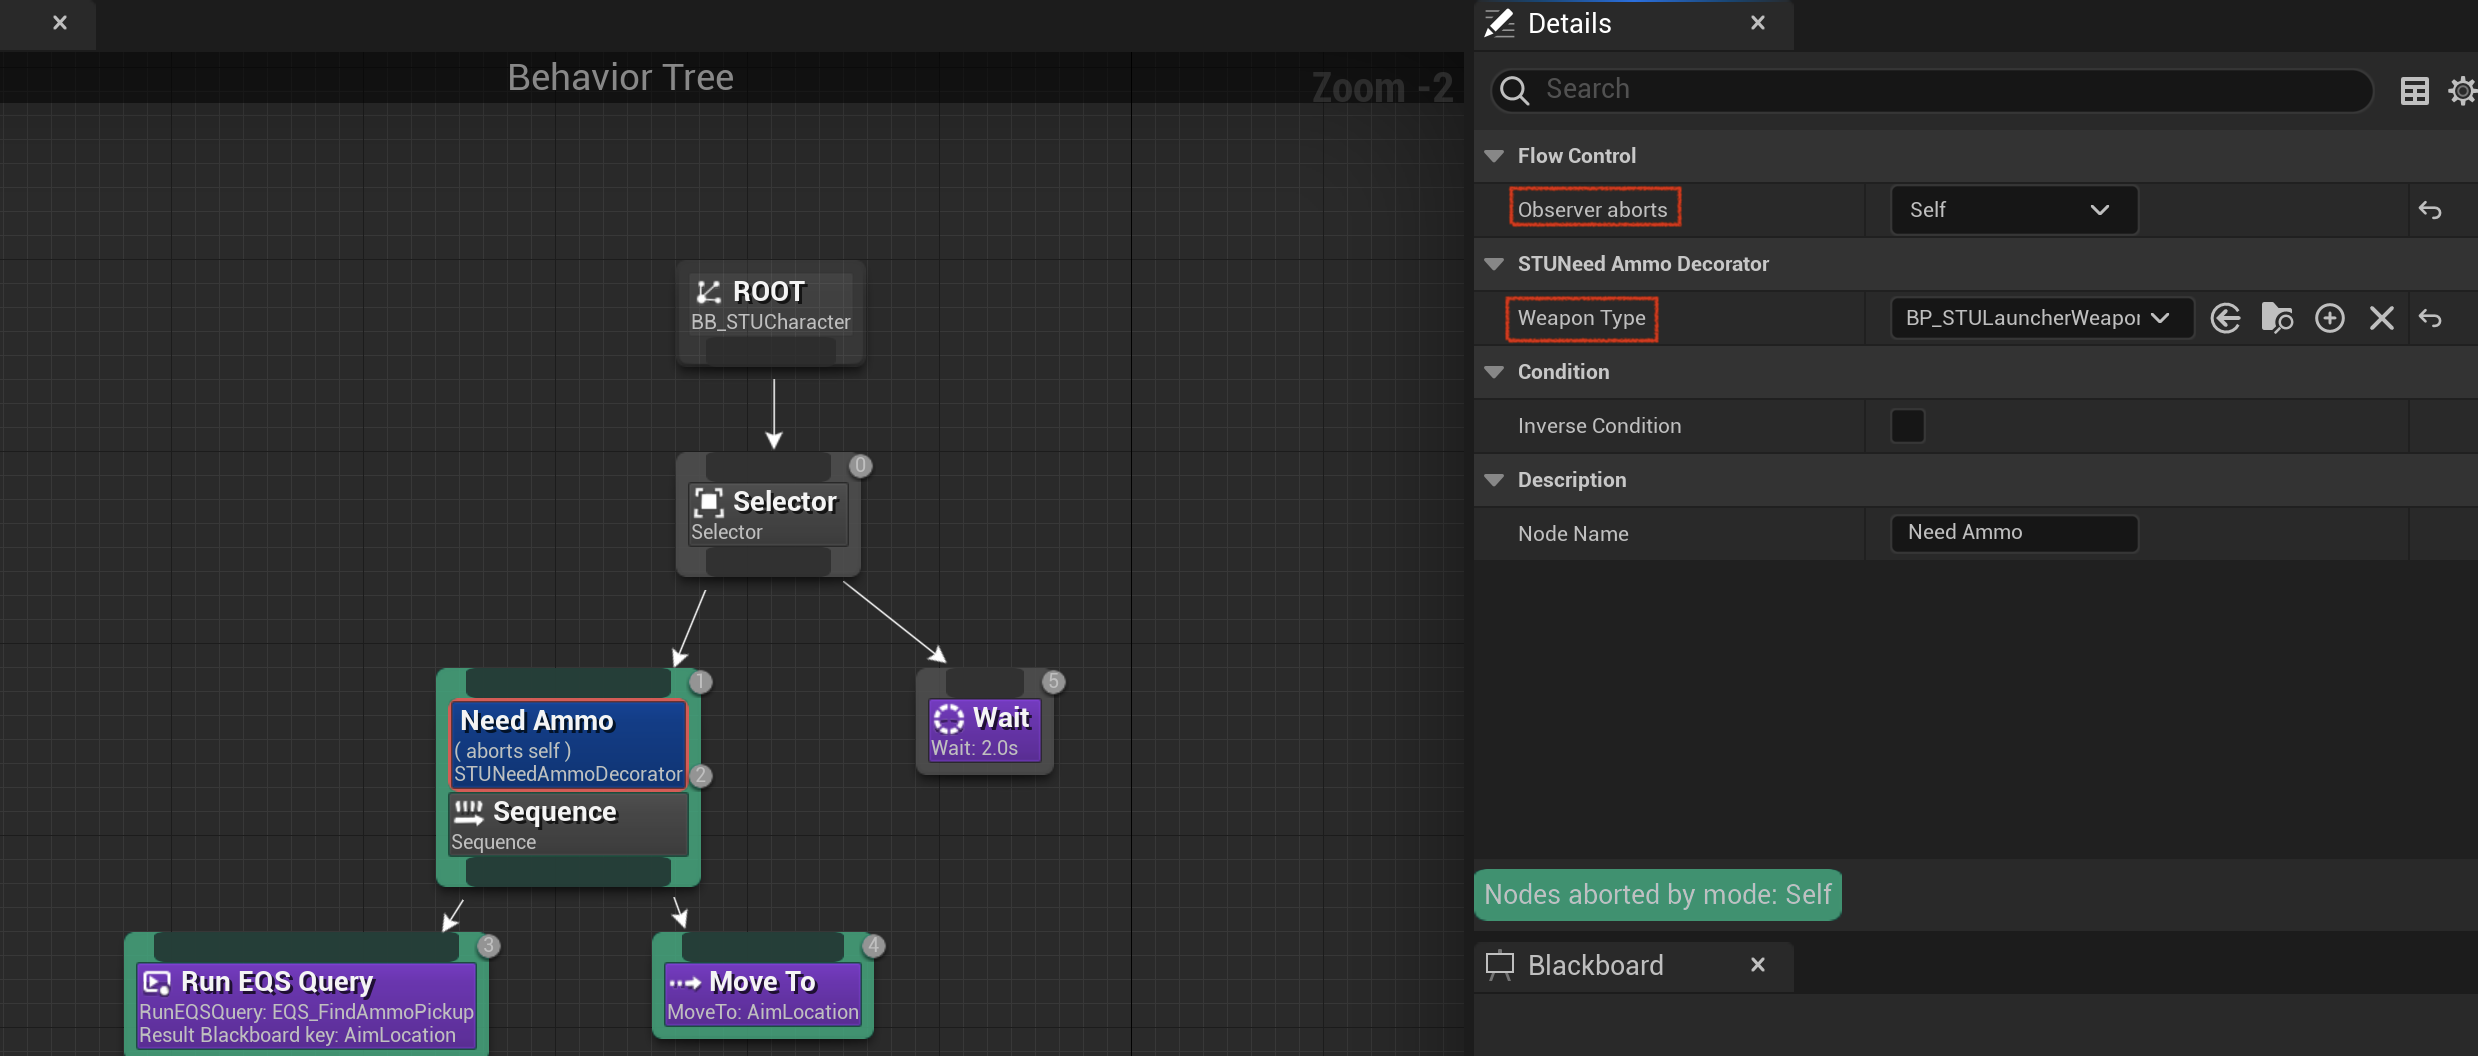 Behavior Tree
Zoom -2
ROOT
BB_STUCharacter
0
Selector
Selector
1
Need Ammo
( aborts self )
STUNeedAmmoDecorator
2
Sequence
Sequence
5
Wait
Wait: 2.0s
3
Run EQS Query
RunEQSQuery: EQS_FindAmmoPickup
Result Blackboard key: AimLocation
4
Move To
MoveTo: AimLocation
Details
Search
Flow Control
Observer aborts
Self
STUNeed Ammo Decorator
Weapon Type
BP_STULauncherWeapon
Condition
Inverse Condition
Description
Node Name
Need Ammo
Nodes aborted by mode: Self
Blackboard